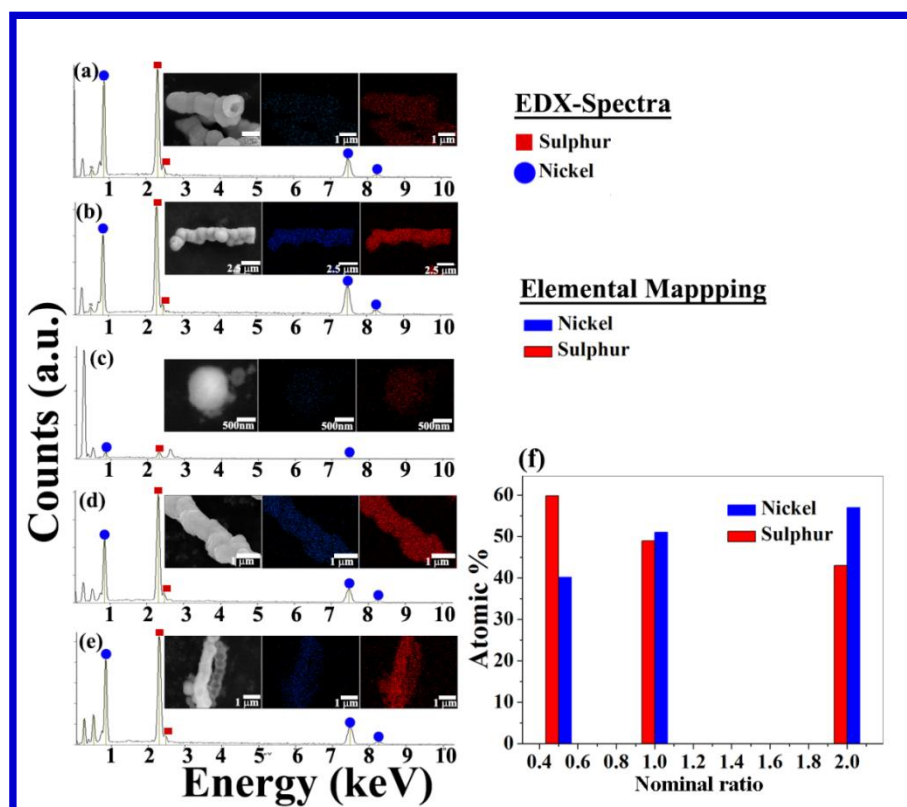 Counts (a.u.)
(a)
1 μm
1 μm
1 2 3 4 5 6 7 8 9 10
(b)
2.5 μm
2.5 μm
2.5 μm
1 2 3 4 5 6 7 8 9 10
(c)
500nm
500nm
500nm
1 2 3 4 5 6 7 8 9 10
(d)
1 μm
1 μm
1 μm
1 2 3 4 5 6 7 8 9 10
(e)
1 μm
1 μm
1 μm
1 2 3 4 5 6 7 8 9 10
Energy (keV)
EDX-Spectra
Sulphur
Nickel
Elemental Mappping
Nickel
Sulphur
(f)
Nickel
Sulphur
Atomic %
60
50
40
30
20
10
0
0.4 0.6 0.8 1.0 1.2 1.4 1.6 1.8 2.0
Nominal ratio